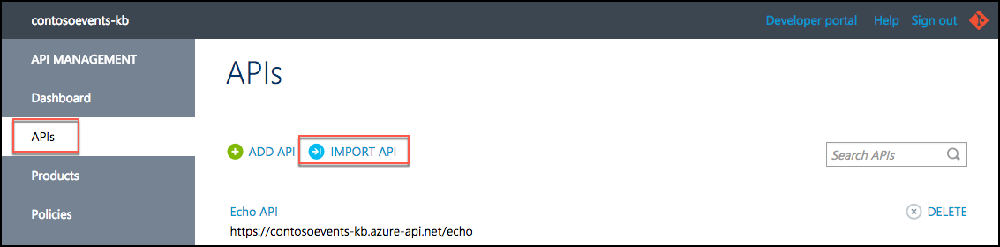 contosoevents-kb
Developer portal Help Sign out
API MANAGEMENT
Dashboard
APIs
Products
Policies
APIs
ADD API IMPORT API
Search APIs
Echo API
DELETE
https://contosoevents-kb.azure-api.net/echo